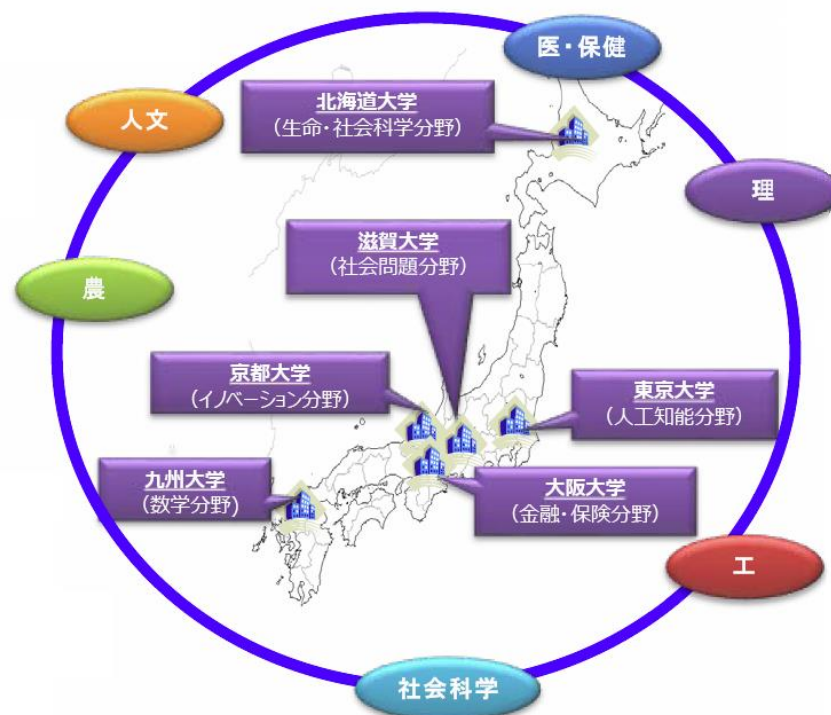 医・保健
北海道大学
（生命・社会科学分野）
人文
理
滋賀大学
（社会問題分野）
農
京都大学
（イノベーション分野）
東京大学
（人工知能分野）
九州大学
（数学分野)
大阪大学
（金融・保険分野）
工
社会科学